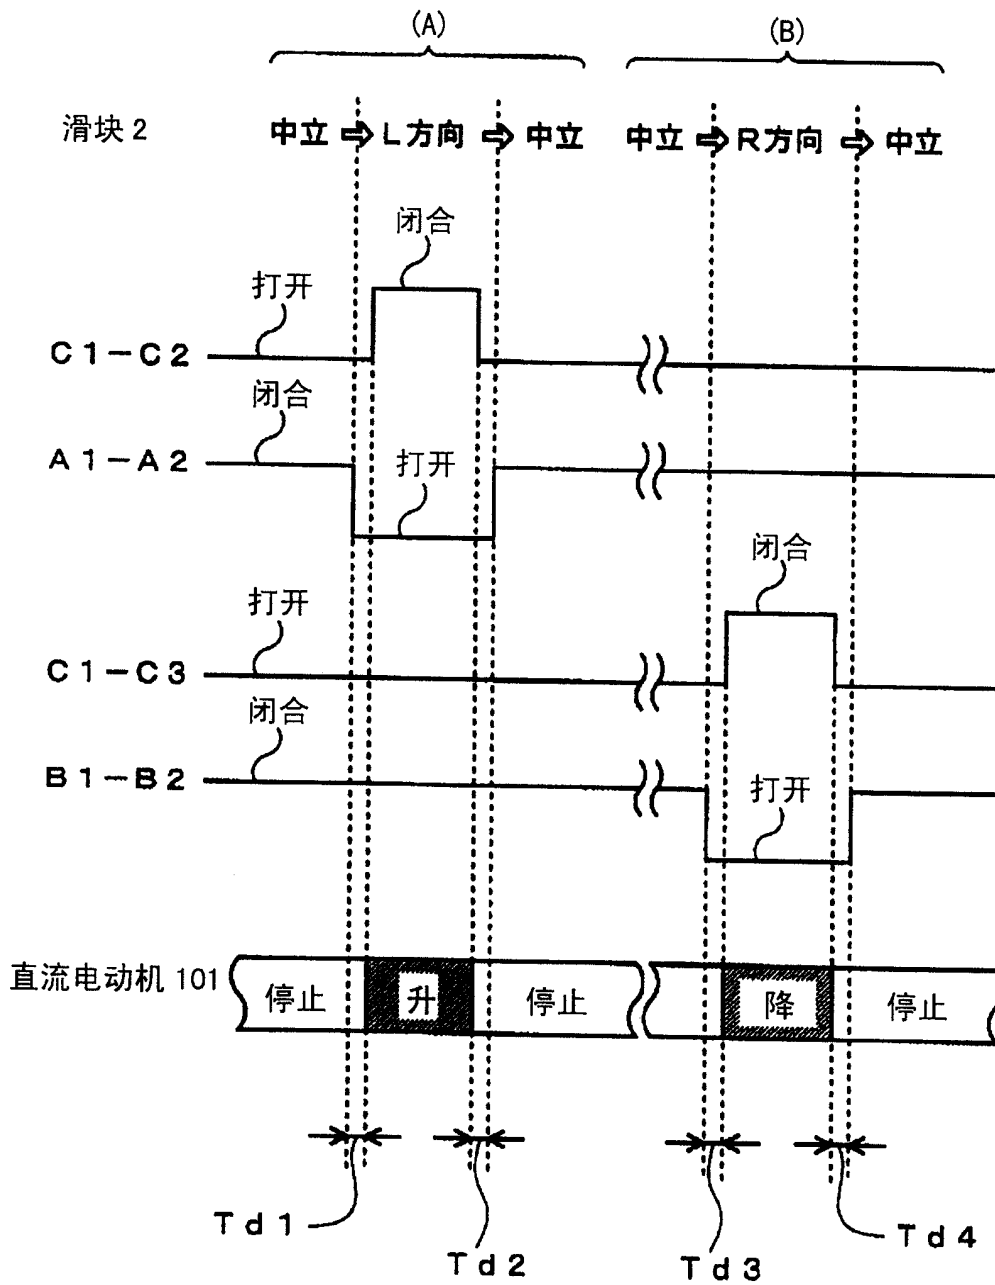 (A) (B)
滑块 2 中立 ⇨ L方向 ⇨ 中立 中立 ⇨ R方向 ⇨ 中立
闭合
打开
C1-C2
闭合
A1-A2 打开
闭合
打开
C1-C3
闭合
B1-B2 打开
直流电动机 101 停止 升 停止 降 停止
Td1 Td2 Td3 Td4